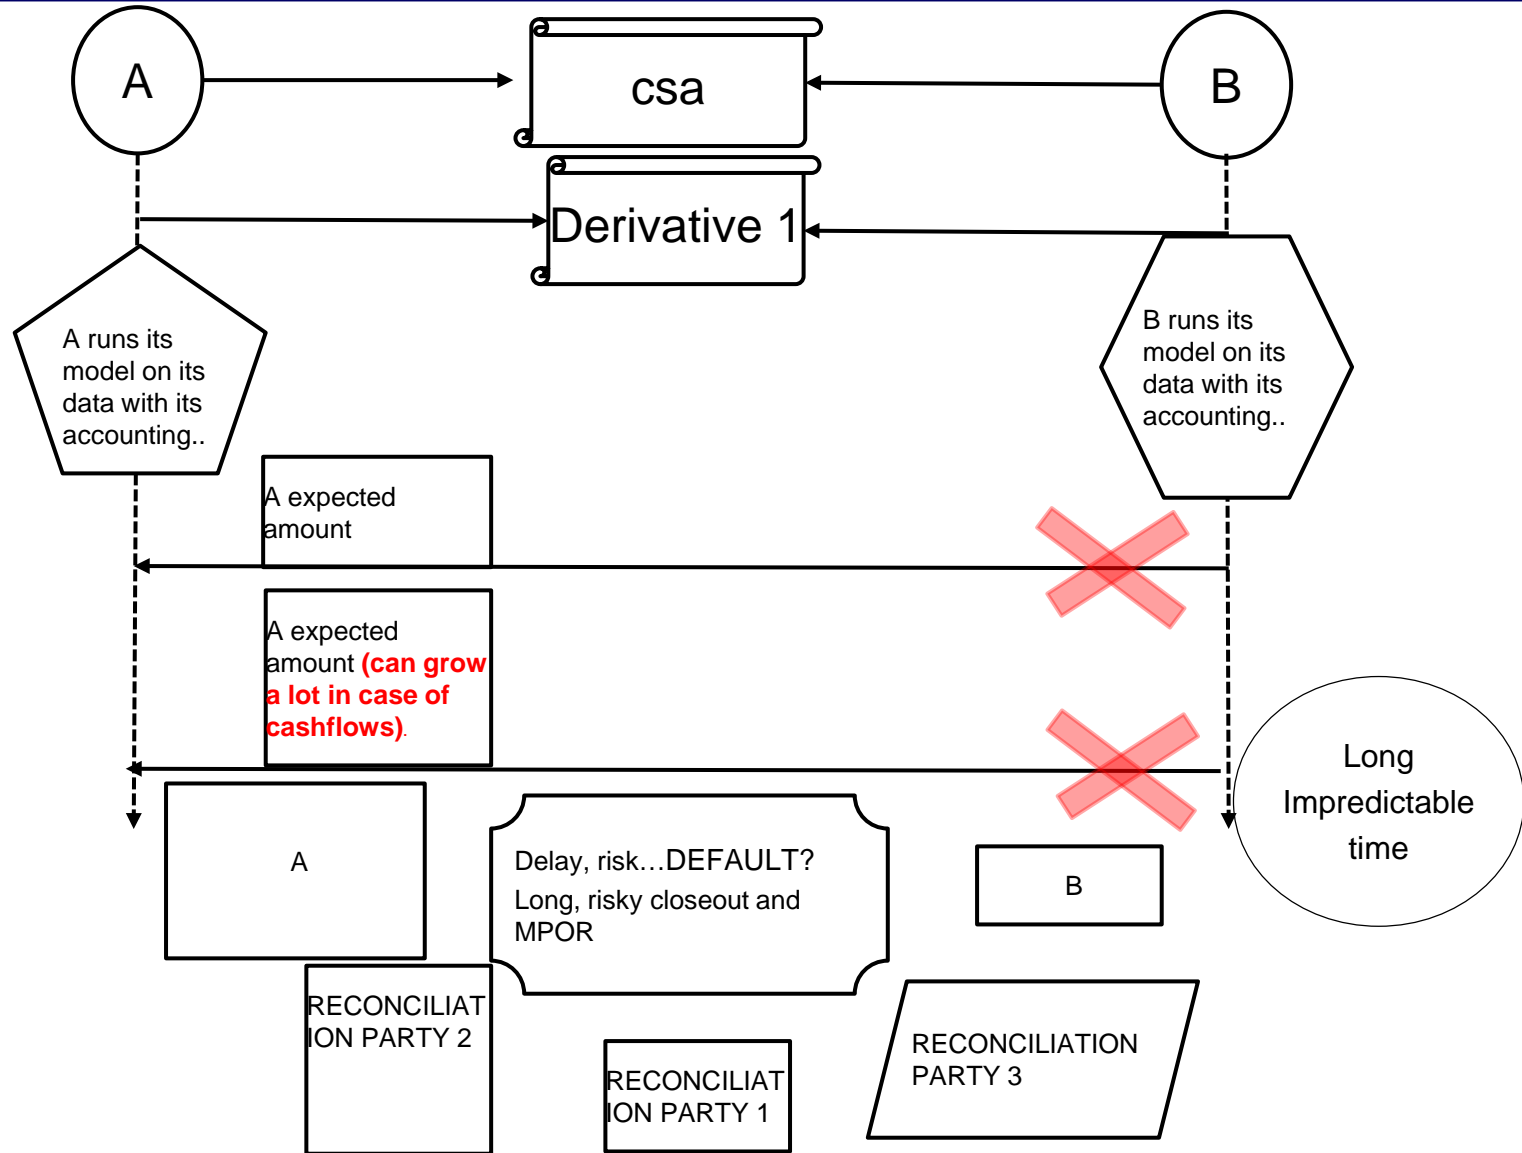 A
csa
B
Derivative 1
A runs its
model on its
data with its
accounting..
B runs its
model on its
data with its
accounting..
A expected
amount
A expected
amount (can grow
a lot in case of
cashflows).
Long
Impredictable
time
A
Delay, risk…DEFAULT?
Long, risky closeout and
MPOR
B
RECONCILIAT
ION PARTY 2
RECONCILIAT
ION PARTY 1
RECONCILIATION
PARTY 3